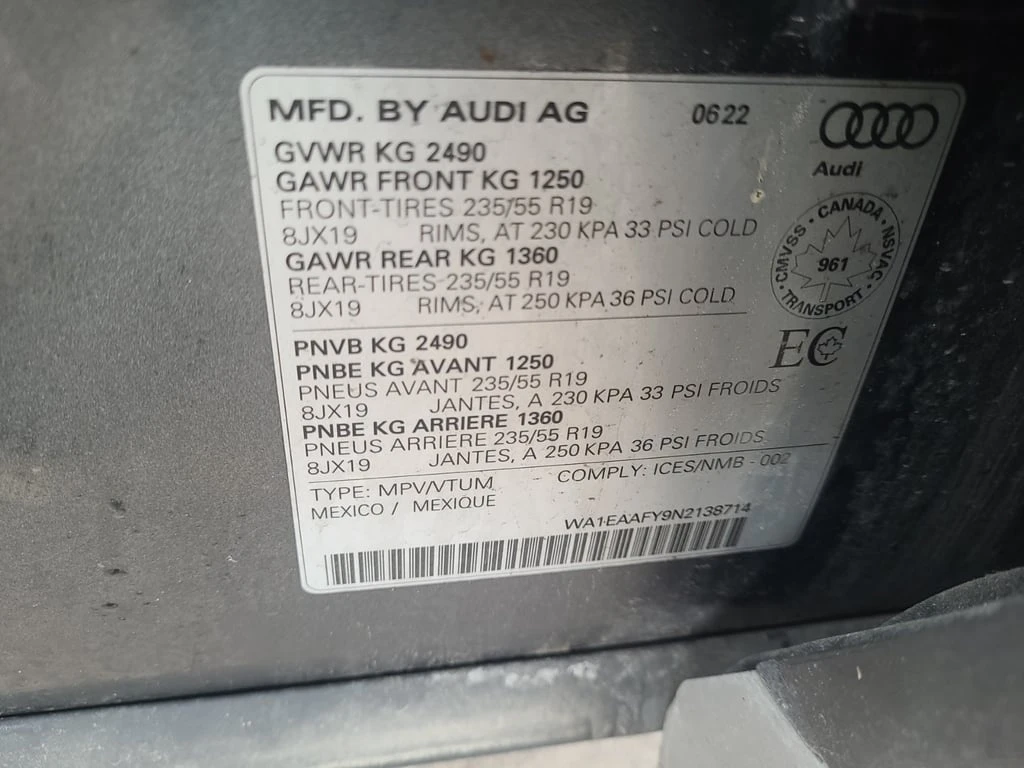 MFD. BY AUDI AG 0622
Audi
GVWR KG 2490
GAWR FRONT KG 1250
FRONT-TIRES 235/55 R19
8JX19 RIMS, AT 230 KPA 33 PSI COLD
GAWR REAR KG 1360
REAR-TIRES 235/55 R19
8JX19 RIMS, AT 250 KPA 36 PSI COLD
CMVSS • CANADA • NSVAC • TRANSPORT •
961
EC
PNVB KG 2490
PNBE KG AVANT 1250
PNEUS AVANT 235/55 R19
8JX19 JANTES, A 230 KPA 33 PSI FROIDS
PNBE KG ARRIERE 1360
PNEUS ARRIERE 235/55 R19
8JX19 JANTES, A 250 KPA 36 PSI FROIDS
TYPE: MPV/VTUM COMPLY: ICES/NMB - 002
MEXICO / MEXIQUE
WA1EAAFY9N2138714